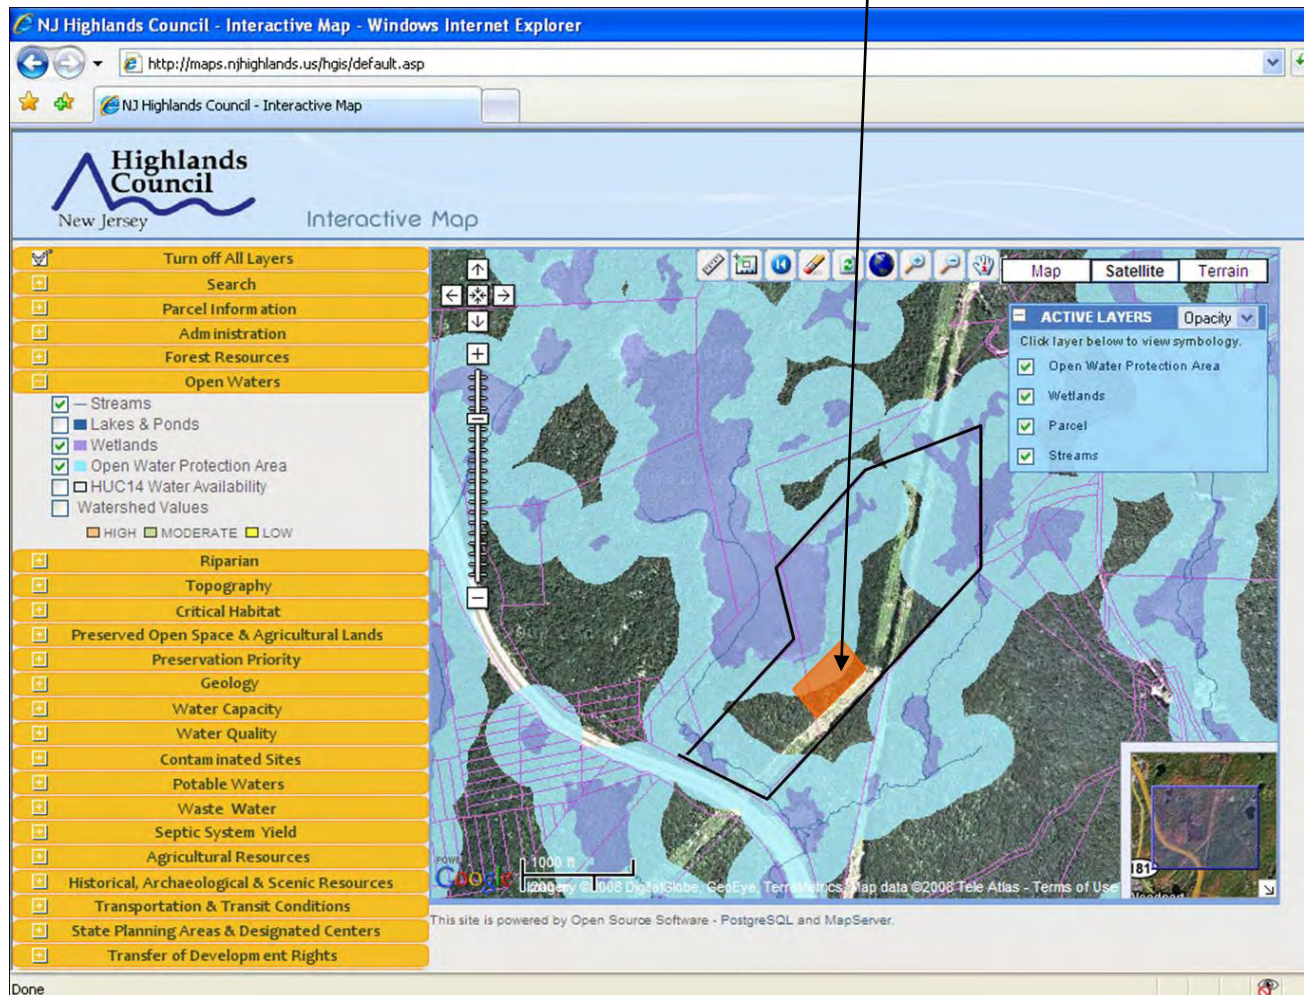 NJ Highlands Council - Interactive Map - Windows Internet Explorer
http://maps.njhighlands.us/hgis/default.asp
NJ Highlands Council - Interactive Map
Highlands
Council
New Jersey
Interactive Map
Turn off All Layers
Search
Parcel Information
Administration
Forest Resources
Open Waters
Streams
Lakes & Ponds
Wetlands
Open Water Protection Area
HUC14 Water Availability
Watershed Values
HIGH MODERATE LOW
Riparian
Topography
Critical Habitat
Preserved Open Space & Agricultural Lands
Preservation Priority
Geology
Water Capacity
Water Quality
Contaminated Sites
Potable Waters
Waste Water
Septic System Yield
Agricultural Resources
Historical, Archaeological & Scenic Resources
Transportation & Transit Conditions
State Planning Areas & Designated Centers
Transfer of Development Rights
Map Satellite Terrain
ACTIVE LAYERS Opacity
Click layer below to view symbology.
Open Water Protection Area
Wetlands
Parcel
Streams
181
Google
1000 ft
©2008 DigitalGlobe, GeoEye, TerraMetrics, Map data ©2008 Tele Atlas - Terms of Use
This site is powered by Open Source Software - PostgreSQL and MapServer.
Done